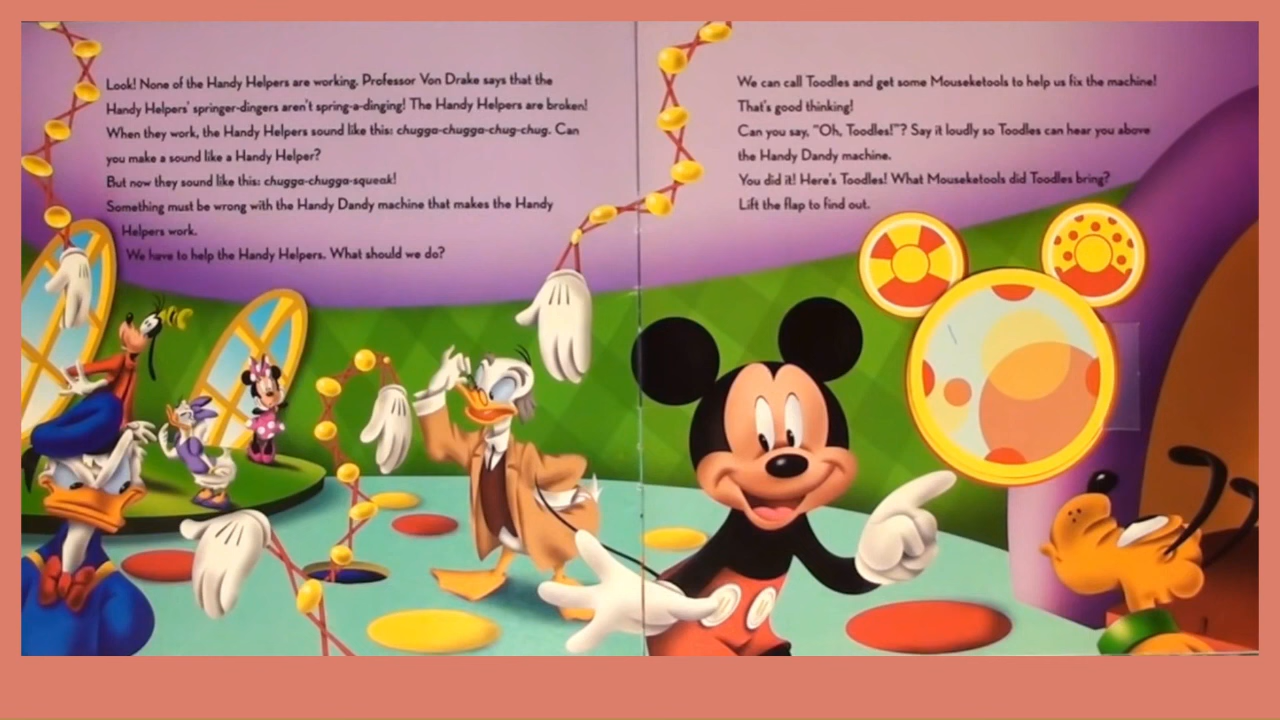 Look! None of the Handy Helpers are working. Professor Von Drake says that the
Handy Helpers' springer-dingers aren't spring-a-dinging! The Handy Helpers are broken!
When they work, the Handy Helpers sound like this: chugga-chugga-chug-chug. Can
you make a sound like a Handy Helper?
But now they sound like this: chugga-chugga-squeak!
Something must be wrong with the Handy Dandy machine that makes the Handy
Helpers work.
We have to help the Handy Helpers. What should we do?
We can call Toodles and get some Mouseketools to help us fix the machine!
That's good thinking!
Can you say, "Oh, Toodles!"? Say it loudly so Toodles can hear you above
the Handy Dandy machine.
You did it! Here's Toodles! What Mouseketools did Toodles bring?
Lift the flap to find out.